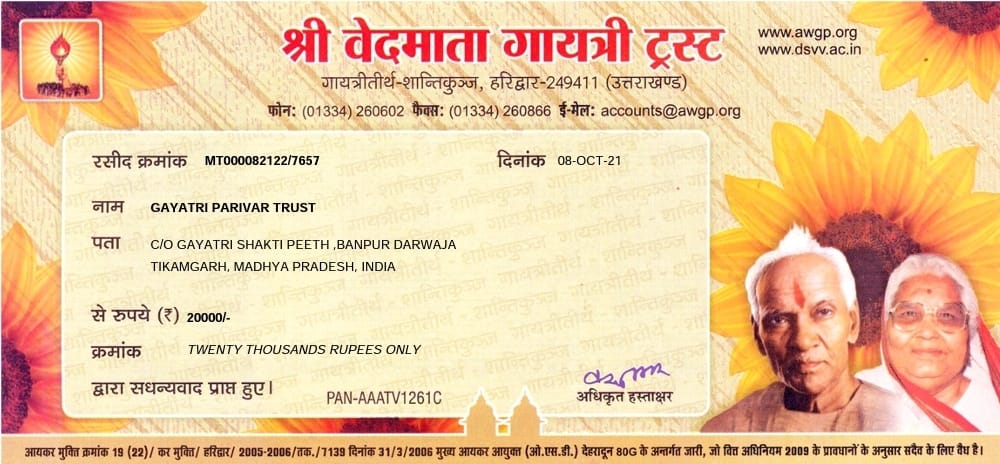 श्री वेदमाता गायत्री ट्रस्ट
www.awgp.org
www.dsvv.ac.in
गायत्रीतीर्थ-शान्तिकुञ्ज, हरिद्वार-249411 (उत्तराखण्ड)
फोन: (01334) 260602 फैक्स: (01334) 260866 ई-मेल: accounts@awgp.org
रसीद क्रमांक MT000082122/7657 दिनांक 08-OCT-21
नाम GAYATRI PARIVAR TRUST
पता C/O GAYATRI SHAKTI PEETH ,BANPUR DARWAJA
TIKAMGARH, MADHYA PRADESH, INDIA
से रुपये (₹) 20000/-
क्रमांक TWENTY THOUSANDS RUPEES ONLY
द्वारा सधन्यवाद प्राप्त हुए। PAN-AAATV1261C अधिकृत हस्ताक्षर
आयकर मुक्ति क्रमांक 19 (22)/ कर मुक्ति/ हरिद्वार/ 2005-2006/तक./7139 दिनांक 31/3/2006 मुख्य आयकर आयुक्त (ओ.एस.डी.) देहरादून 80G के अन्तर्गत जारी, जो वित्त अधिनियम 2009 के प्रावधानों के अनुसार सदैव के लिए वैध है।